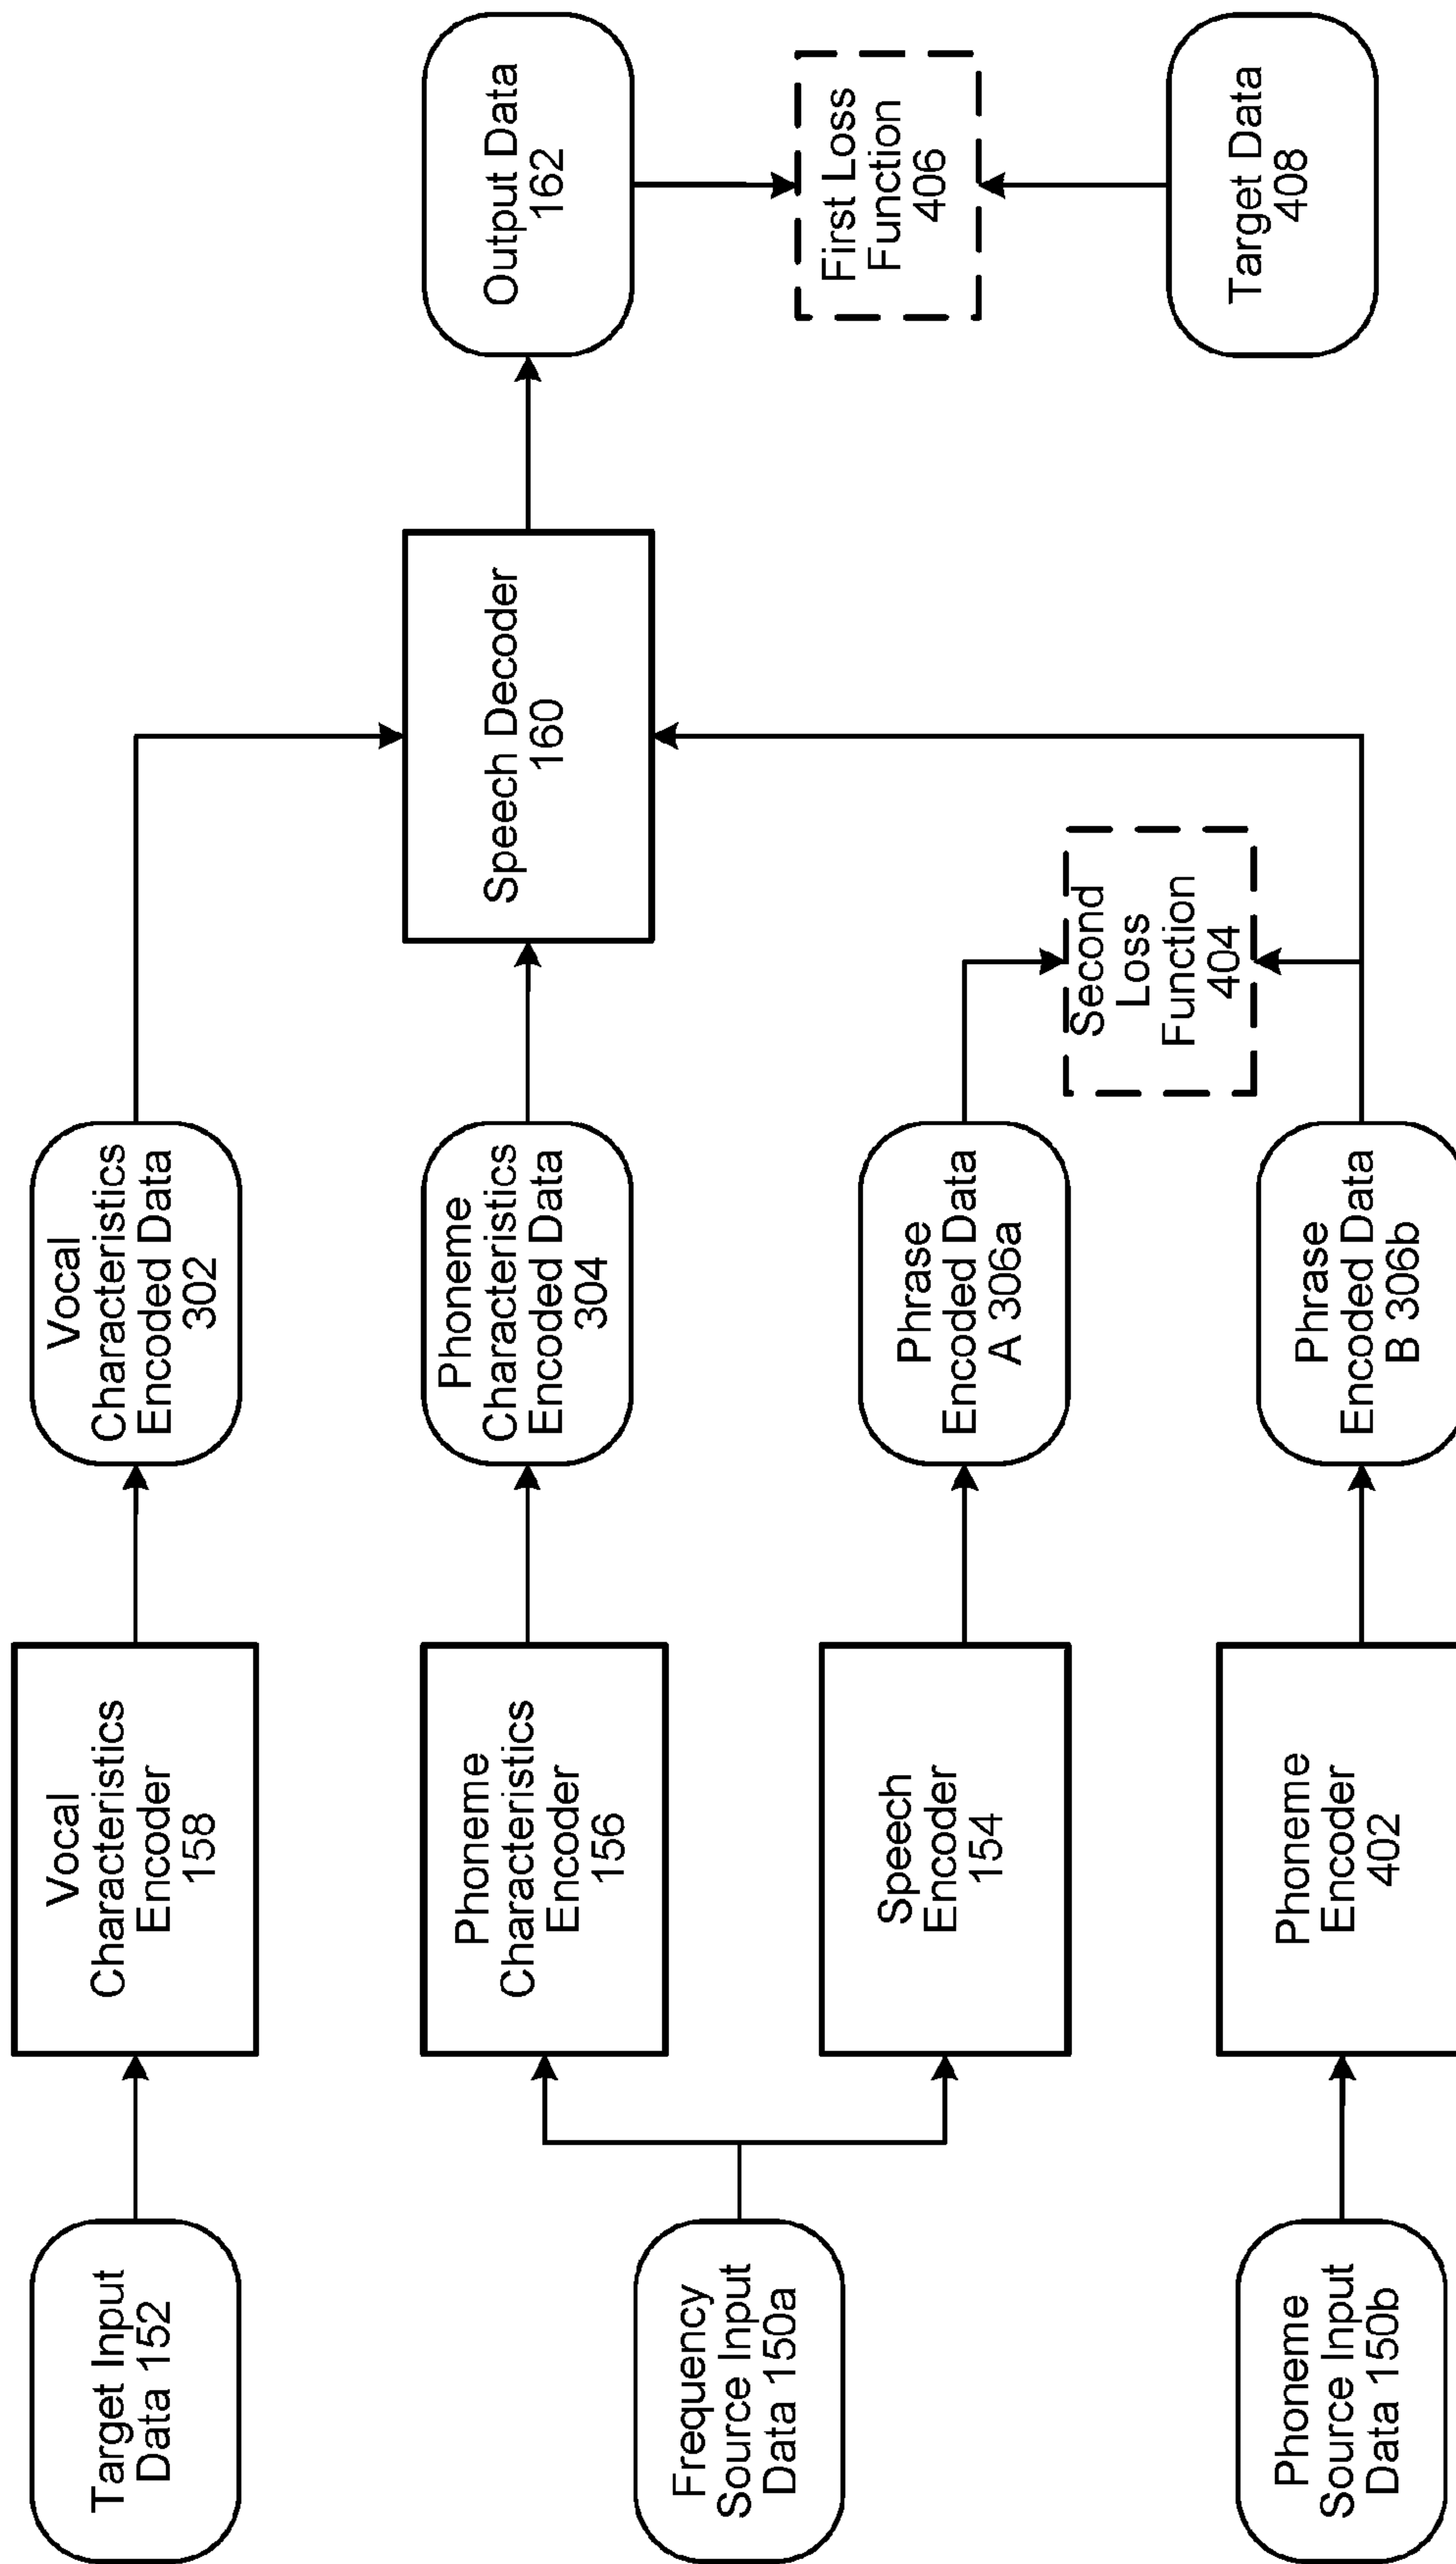 Target Input
Data 152
Vocal
Characteristics
Encoder
158
Vocal
Characteristics
Encoded Data
302
Frequency
Source Input
Data 150a
Phoneme
Characteristics
Encoder
156
Phoneme
Characteristics
Encoded Data
304
Speech Decoder
160
Output Data
162
Speech
Encoder
154
Phrase
Encoded Data
A 306a
Second
Loss
Function
404
First Loss
Function
406
Phoneme
Source Input
Data 150b
Phoneme
Encoder
402
Phrase
Encoded Data
B 306b
Target Data
408